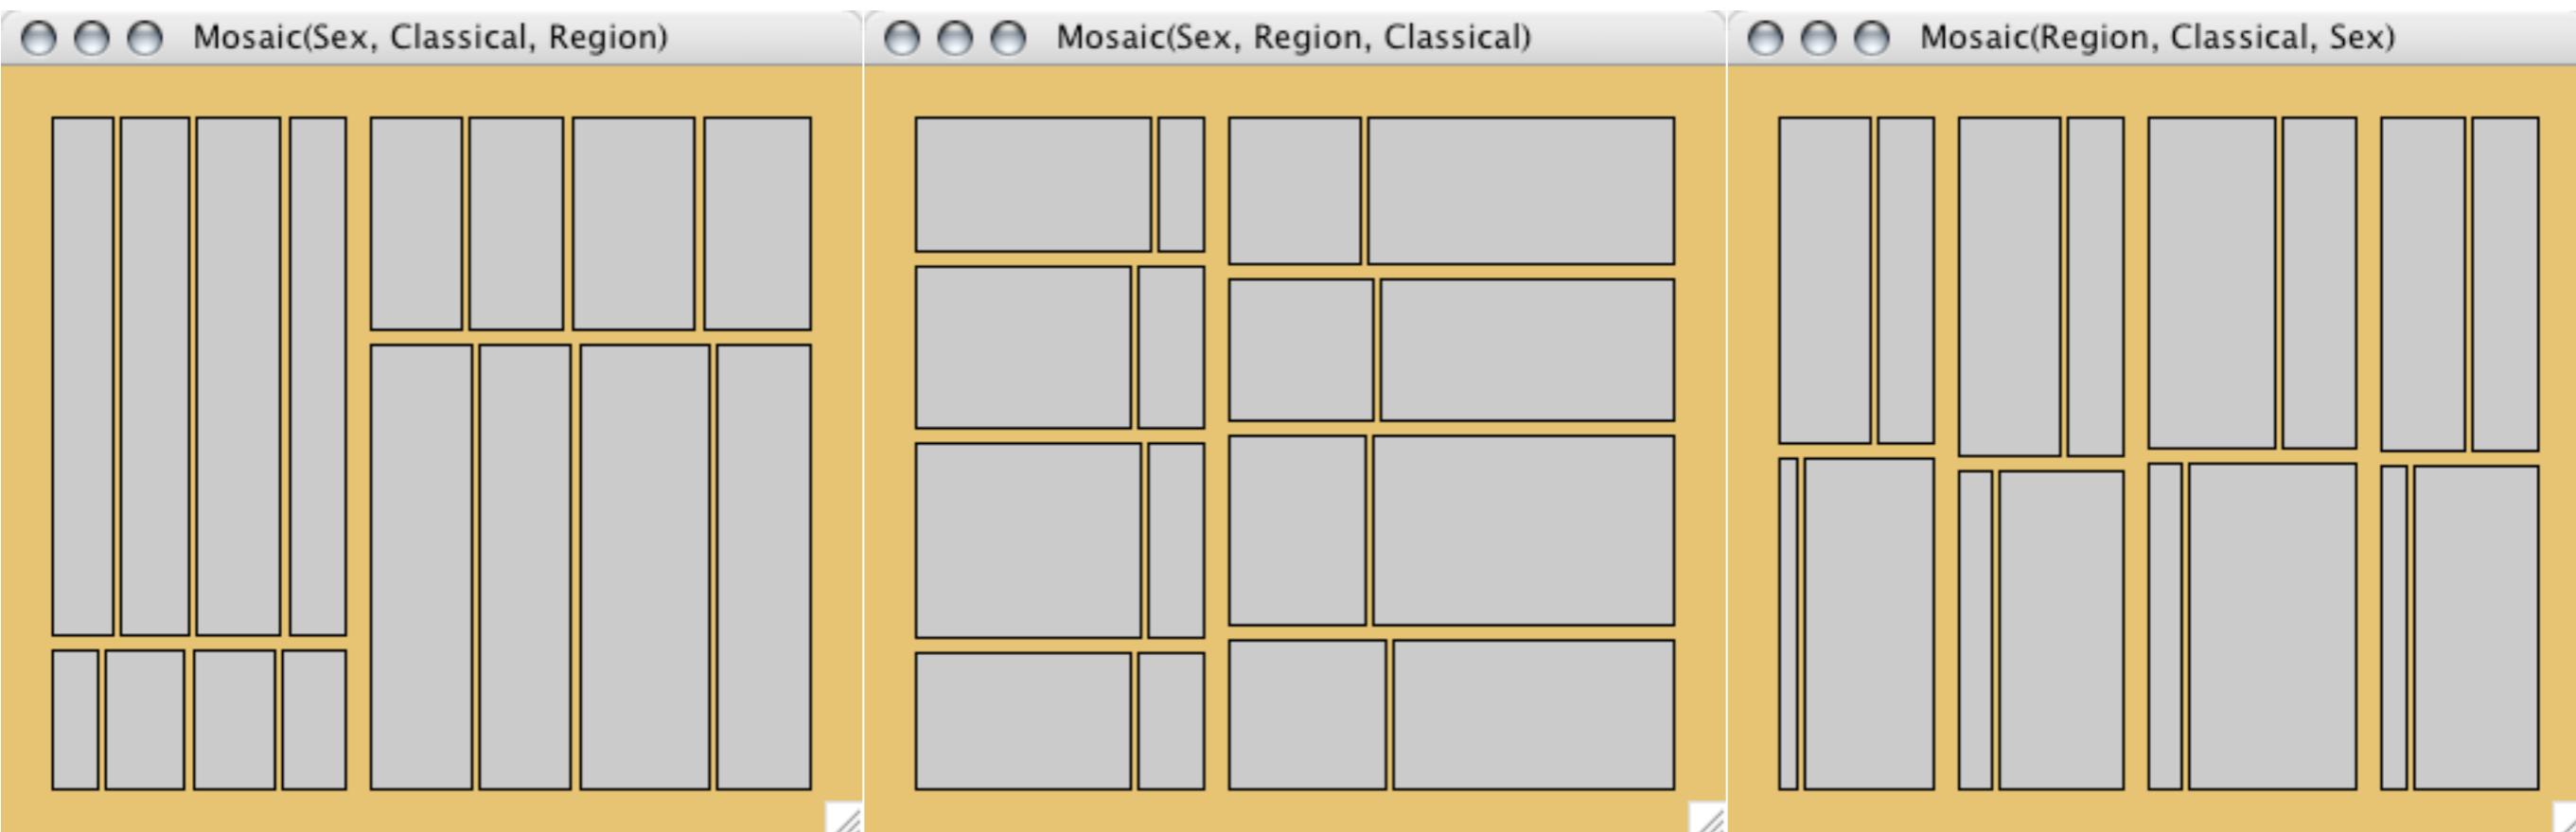 Mosaic(Sex, Classical, Region)
Mosaic(Sex, Region, Classical)
Mosaic(Region, Classical, Sex)